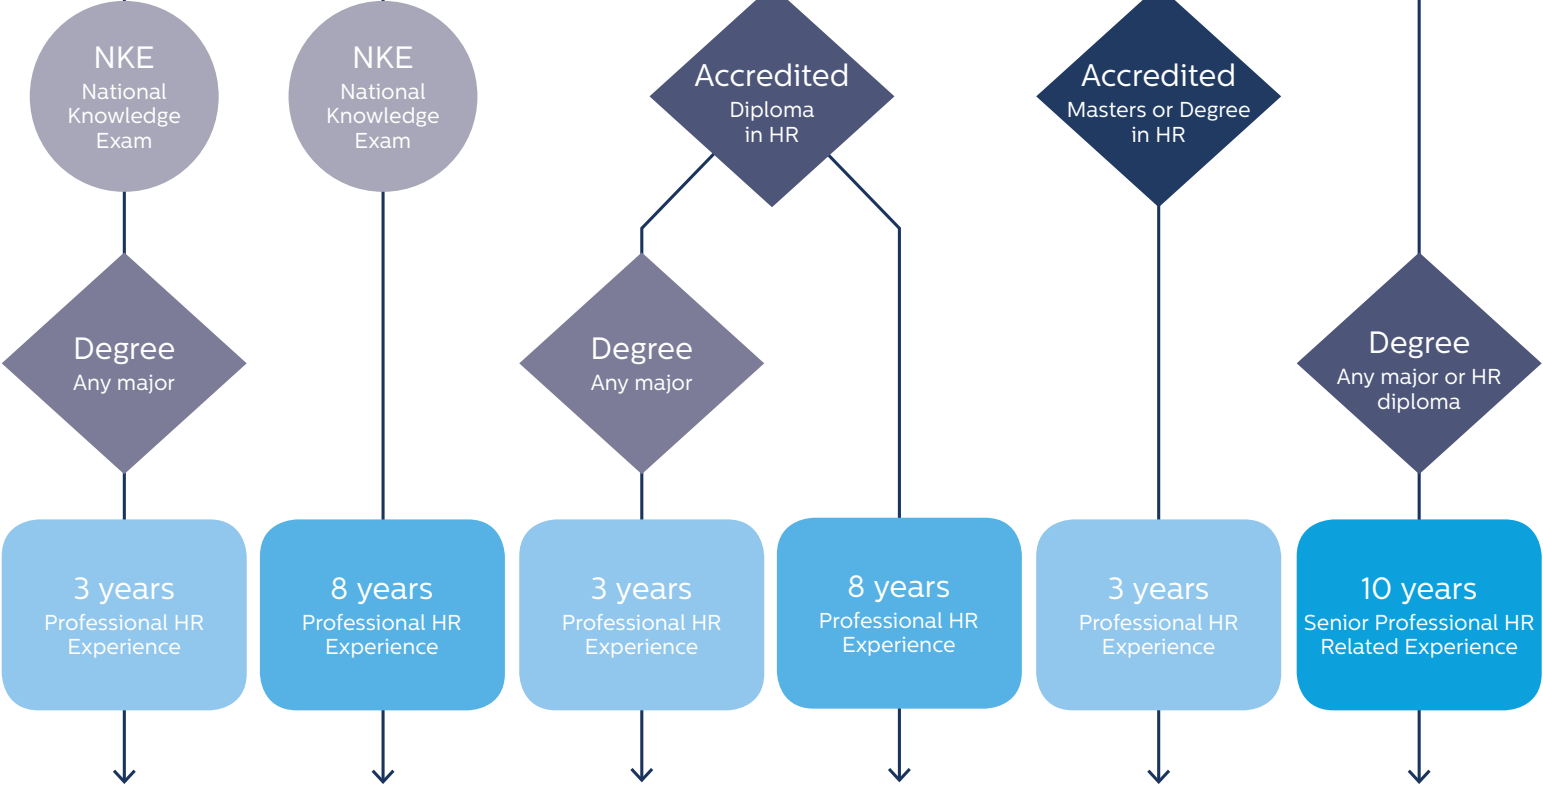 NKE
National
Knowledge
Exam
NKE
National
Knowledge
Exam
Accredited
Diploma
in HR
Accredited
Masters or Degree
in HR
Degree
Any major
Degree
Any major
Degree
Any major or HR
diploma
3 years
Professional HR
Experience
8 years
Professional HR
Experience
3 years
Professional HR
Experience
8 years
Professional HR
Experience
3 years
Professional HR
Experience
10 years
Senior Professional HR
Related Experience